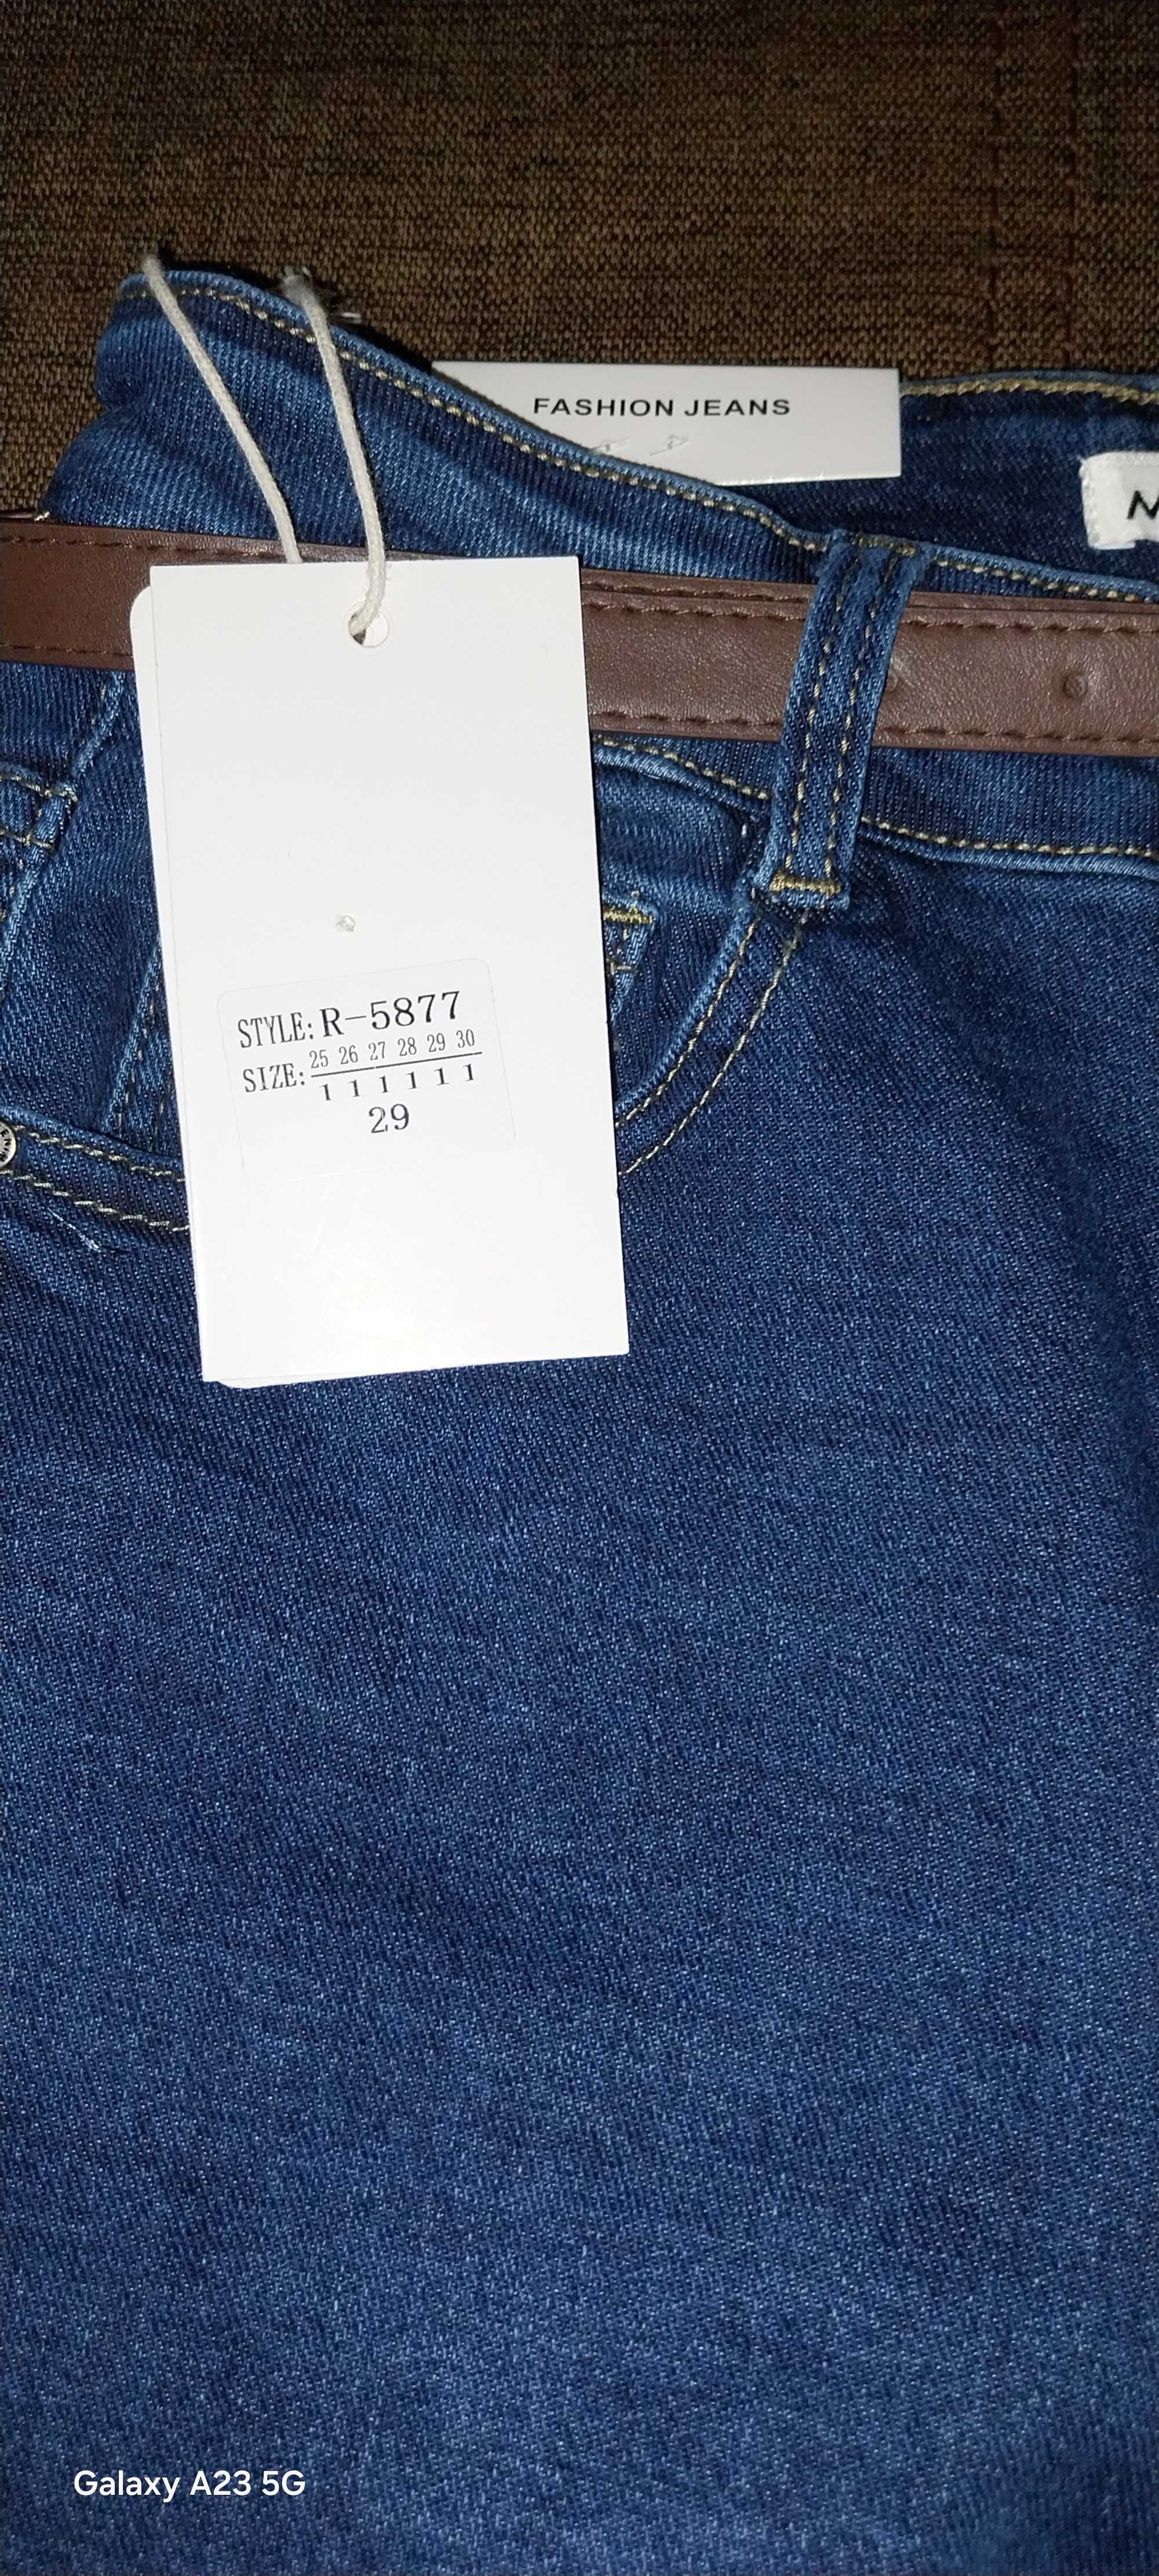 FASHION JEANS
STYLE: R-5877
SIZE: 25 26 27 28 29 30
1 1 1 1 1 1
29
Galaxy A23 5G